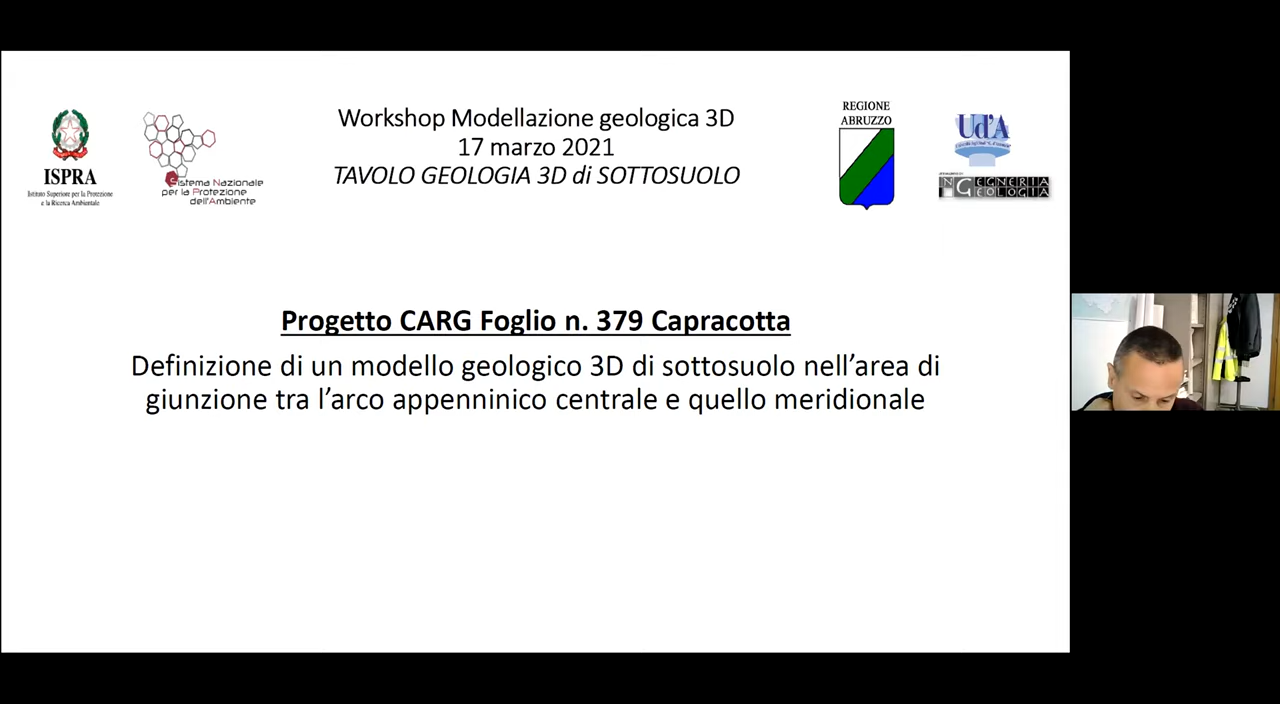 Workshop Modellazione geologica 3D
17 marzo 2021
TAVOLO GEOLOGIA 3D di SOTTOSUOLO
ISPRA
Istituto Superiore per la Protezione
e la Ricerca Ambientale
Sistema Nazionale
per la Protezione
dell'Ambiente
REGIONE
ABRUZZO
Ud'A
INGEGNERIA
GEOLOGIA
Progetto CARG Foglio n. 379 Capracotta
Definizione di un modello geologico 3D di sottosuolo nell’area di
giunzione tra l’arco appenninico centrale e quello meridionale